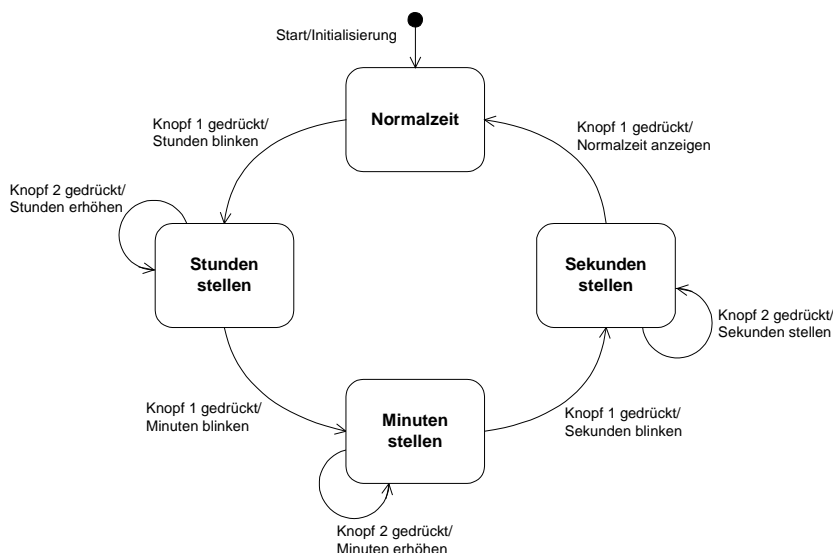 Start/Initialisierung
Normalzeit
Knopf 1 gedrückt/
Stunden blinken
Knopf 1 gedrückt/
Normalzeit anzeigen
Knopf 2 gedrückt/
Stunden erhöhen
Stunden
stellen
Sekunden
stellen
Knopf 2 gedrückt/
Sekunden stellen
Knopf 1 gedrückt/
Minuten blinken
Minuten
stellen
Knopf 1 gedrückt/
Sekunden blinken
Knopf 2 gedrückt/
Minuten erhöhen